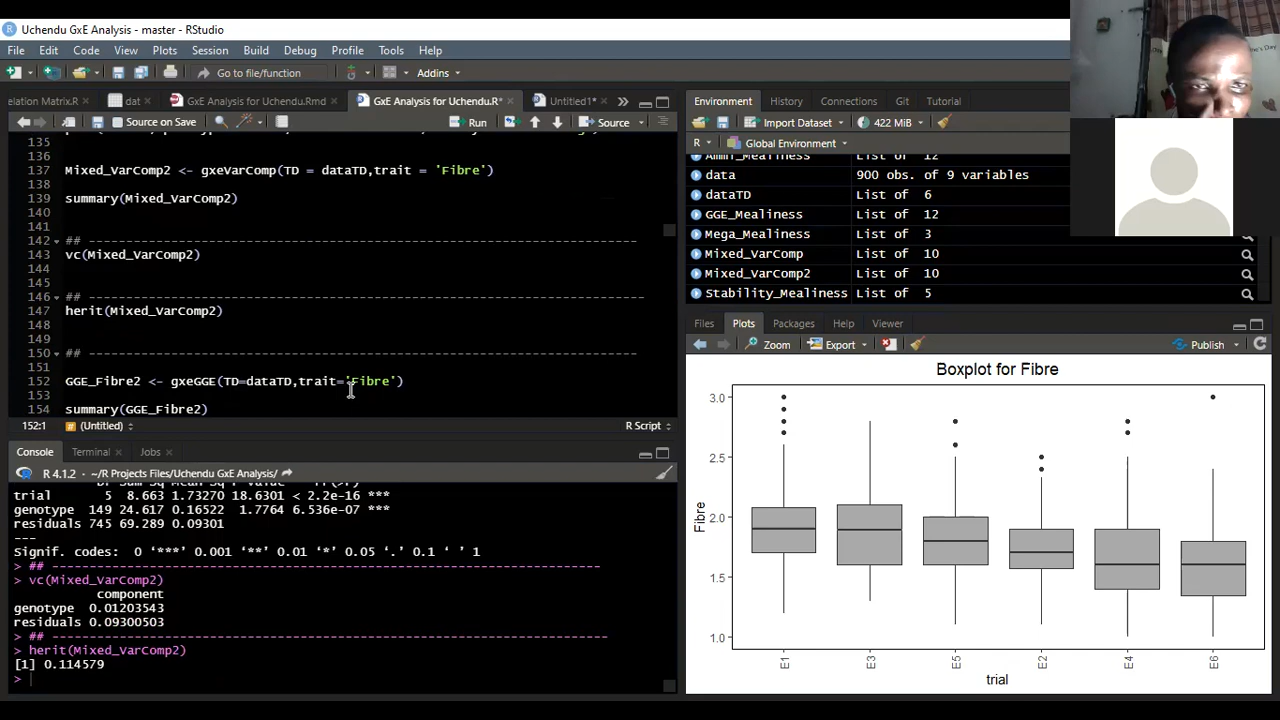 Uchendu GxE Analysis - master - RStudio
File Edit View Plots Session Build Debug Profile Tools Help
Go to file/function Addins
elation Matrix.R dat GxE Analysis for Uchendu.Rmd GxE Analysis for Uchendu.R* Untitled1*
Source on Save Run Source
135
136
137 Mixed_VarComp2 <- gxeVarComp(TD = dataTD,trait = 'Fibre')
138
139 summary(Mixed_VarComp2)
140
141
142 ## -----------------------------------------------------------------------------
143 vc(Mixed_VarComp2)
144
145
146 ## ------------------------------------------------------------------------------
147 herit(Mixed_VarComp2)
148
149
150 ## -----------------------------------------------------------------------------
151
152 GGE_Fibre2 <- gxeGGE(TD=dataTD,trait='Fibre')
153
154 summary(GGE_Fibre2)
152:1 (Untitled) R Script
Console Terminal Jobs
R 4.1.2 · ~/R Projects Files/Uchendu GxE Analysis/
trial 5 8.663 1.73270 18.6301 < 2.2e-16 ***
genotype 149 24.617 0.16522 1.7764 6.536e-07 ***
residuals 745 69.289 0.09301
---
signif. codes: 0 ‘***’ 0.001 ‘**’ 0.01 ‘*’ 0.05 ‘.’ 0.1 ‘ ’ 1
> ## -----------------------------------------------------------------------------
> vc(Mixed_VarComp2)
component
genotype 0.01203543
residuals 0.09300503
> ## ------------------------------------------------------------------------------
> herit(Mixed_VarComp2)
[1] 0.114579
>
Environment History Connections Git Tutorial
Import Dataset 422 MiB
R Global Environment
Ammi_Mealiness List of 12
data 900 obs. of 9 variables
dataTD List of 6
GGE_Mealiness List of 12
Mega_Mealiness List of 3
Mixed_VarComp List of 10
Mixed_VarComp2 List of 10
Stability_Mealiness List of 5
Files Plots Packages Help Viewer
Zoom Export Publish
Boxplot for Fibre
3.0
2.5
2.0
1.5
1.0
Fibre
E1 E3 E5 E2 E4 E6
trial